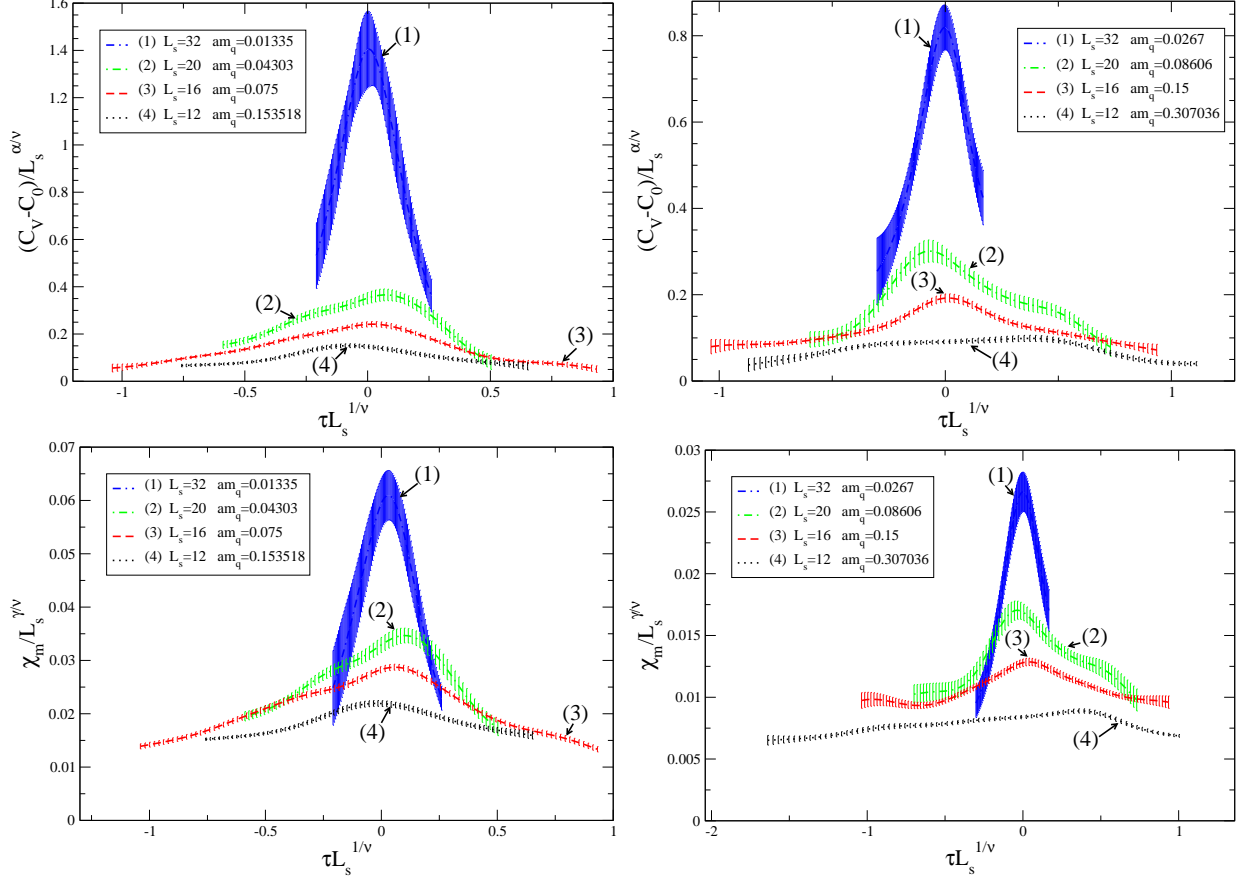 (C_V-C_0)/L_s^{α/ν}
1.6
1.4
1.2
1
0.8
0.6
0.4
0.2
0
(1) L_s=32 am_q=0.01335
(2) L_s=20 am_q=0.04303
(3) L_s=16 am_q=0.075
(4) L_s=12 am_q=0.153518
(1)
(2)
(3)
(4)
-1
-0.5
0
0.5
1
τL_s^{1/ν}
(C_V-C_0)/L_s^{α/ν}
0.8
0.6
0.4
0.2
0
(1) L_s=32 am_q=0.0267
(2) L_s=20 am_q=0.08606
(3) L_s=16 am_q=0.15
(4) L_s=12 am_q=0.307036
(1)
(2)
(3)
(4)
-1
0
1
τL_s^{1/ν}
χ_m/L_s^{γ/ν}
0.07
0.06
0.05
0.04
0.03
0.02
0.01
0
(1) L_s=32 am_q=0.01335
(2) L_s=20 am_q=0.04303
(3) L_s=16 am_q=0.075
(4) L_s=12 am_q=0.153518
(1)
(2)
(3)
(4)
-1
-0.5
0
0.5
1
τL_s^{1/ν}
χ_m/L_s^{γ/ν}
0.03
0.025
0.02
0.015
0.01
0.005
0
(1) L_s=32 am_q=0.0267
(2) L_s=20 am_q=0.08606
(3) L_s=16 am_q=0.15
(4) L_s=12 am_q=0.307036
(1)
(2)
(3)
(4)
-2
-1
0
1
τL_s^{1/ν}